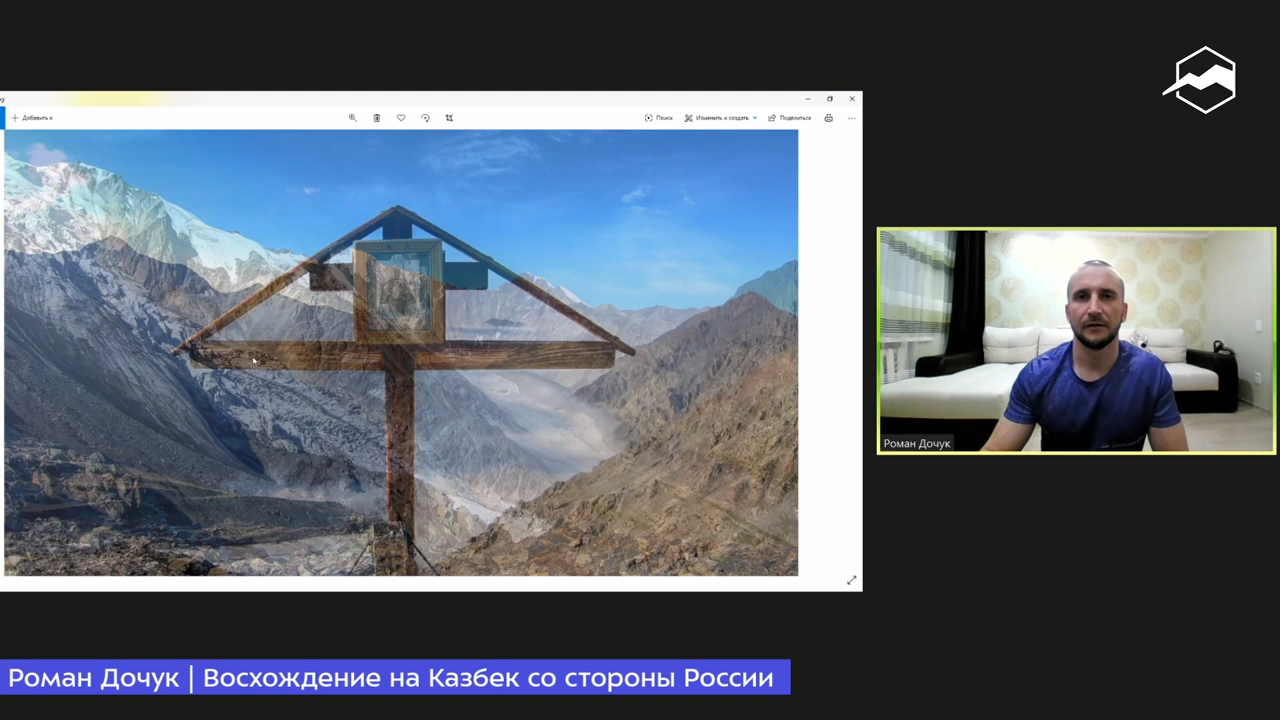 Добавить к
Поиск
Изменить и создать
Поделиться
Роман Дочук
Роман Дочук | Восхождение на Казбек со стороны России